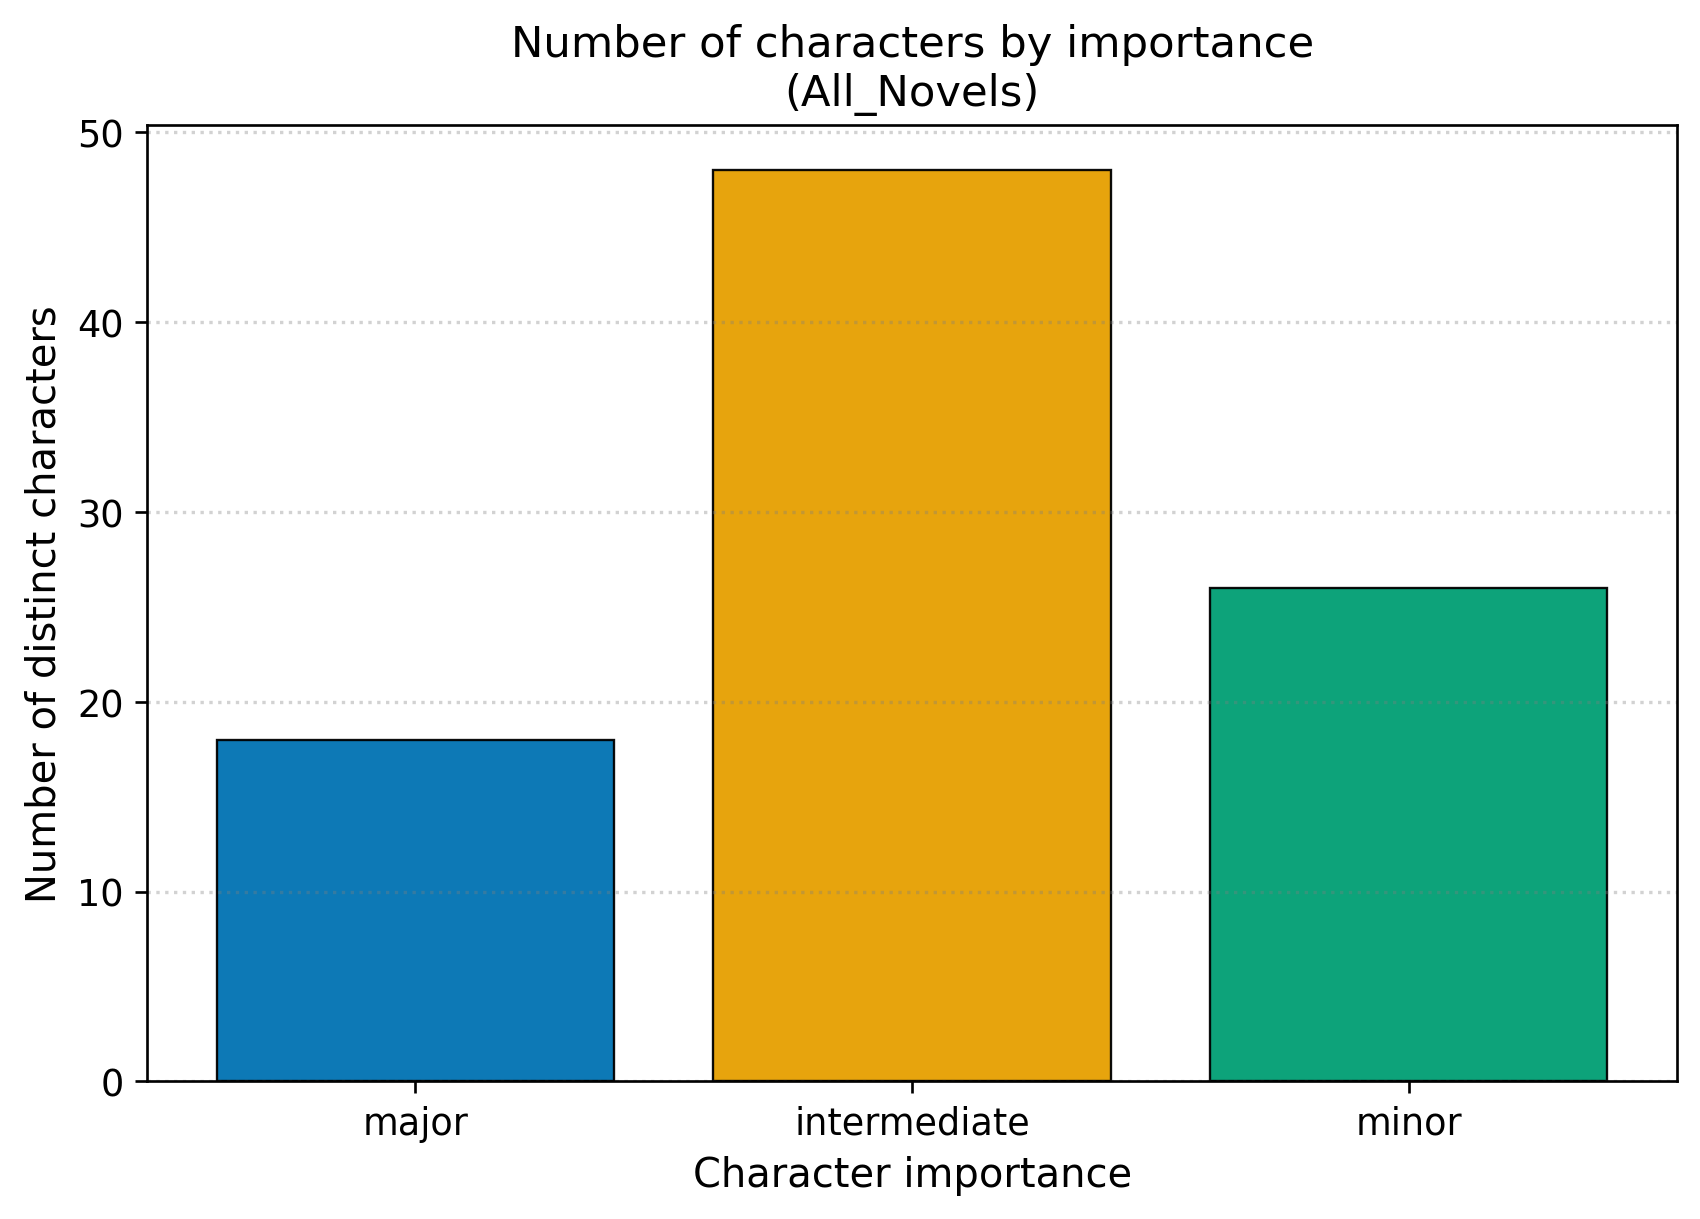 Number of characters by importance
(All_Novels)
Number of distinct characters
50
40
30
20
10
0
major
intermediate
minor
Character importance